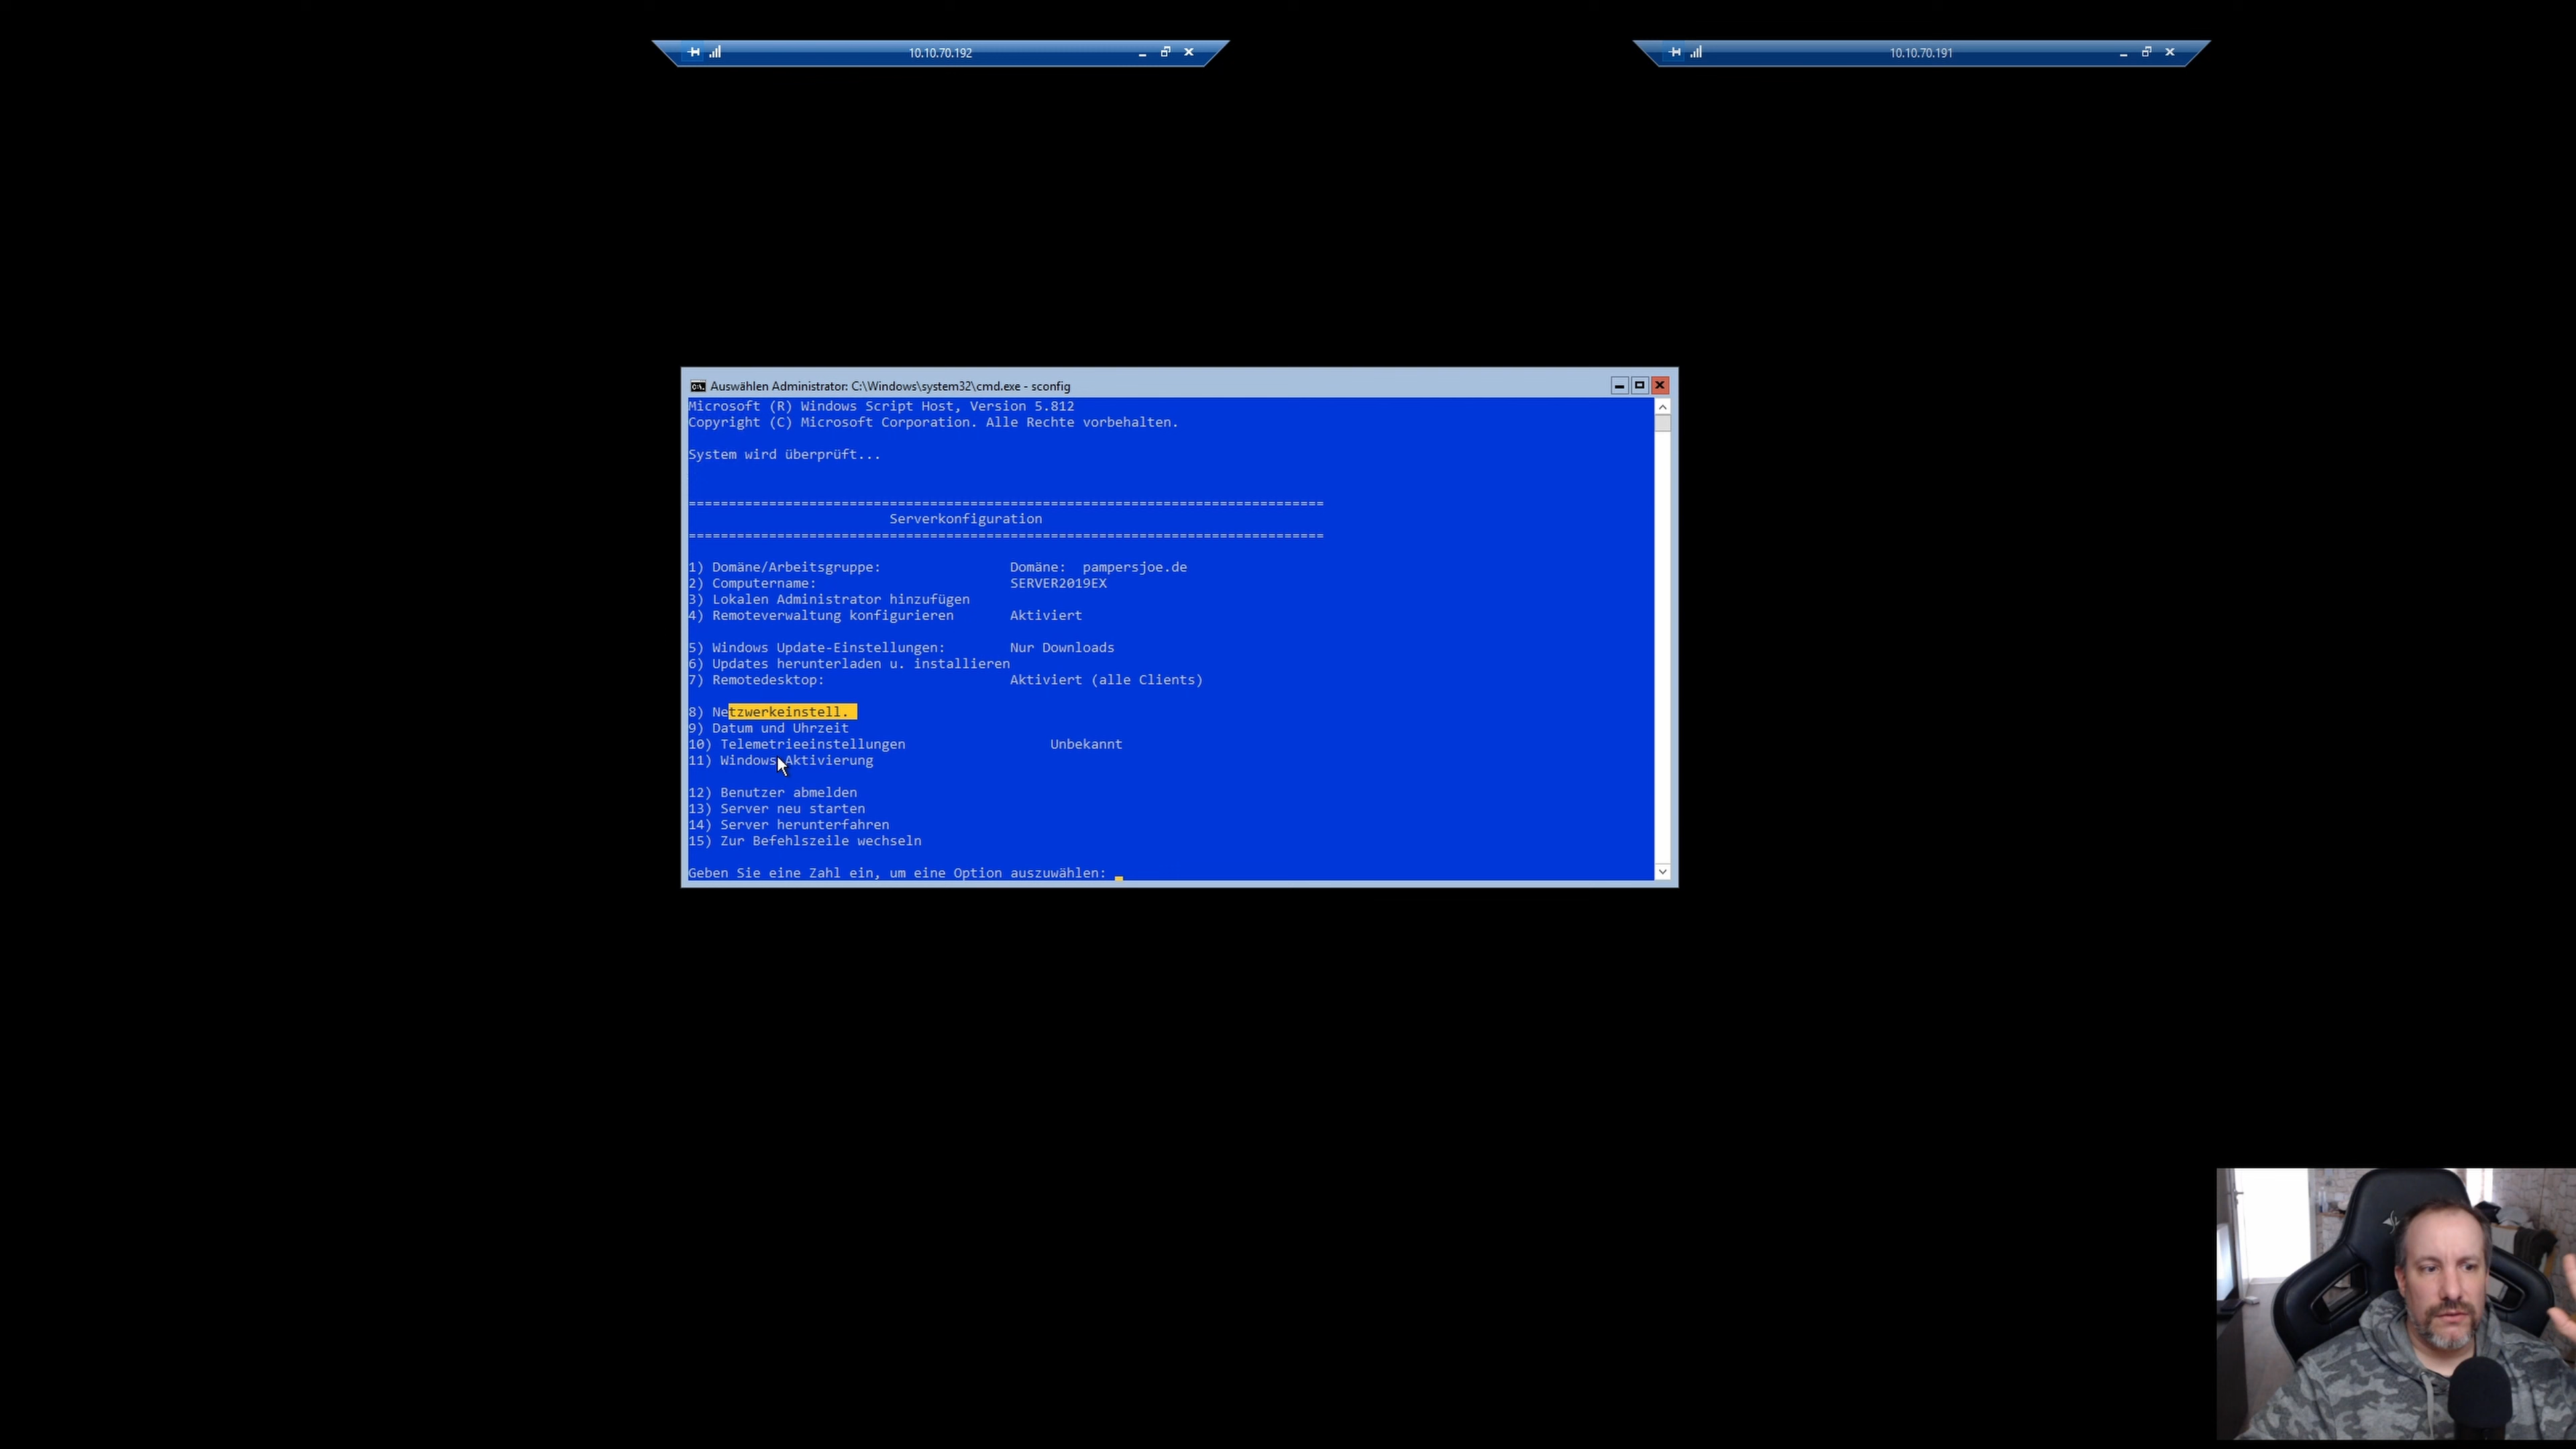 10.10.70.192
10.10.70.191
Auswählen Administrator: C:\Windows\system32\cmd.exe - sconfig
Microsoft (R) Windows Script Host, Version 5.812
Copyright (C) Microsoft Corporation. Alle Rechte vorbehalten.
System wird überprüft...
===============================================================================
Serverkonfiguration
===============================================================================
1) Domäne/Arbeitsgruppe: Domäne: pampersjoe.de
2) Computername: SERVER2019EX
3) Lokalen Administrator hinzufügen
4) Remoteverwaltung konfigurieren Aktiviert
5) Windows Update-Einstellungen: Nur Downloads
6) Updates herunterladen u. installieren
7) Remotedesktop: Aktiviert (alle Clients)
8) Netzwerkeinstell.
9) Datum und Uhrzeit
10) Telemetrieeinstellungen Unbekannt
11) Windows-Aktivierung
12) Benutzer abmelden
13) Server neu starten
14) Server herunterfahren
15) Zur Befehlszeile wechseln
Geben Sie eine Zahl ein, um eine Option auszuwählen: